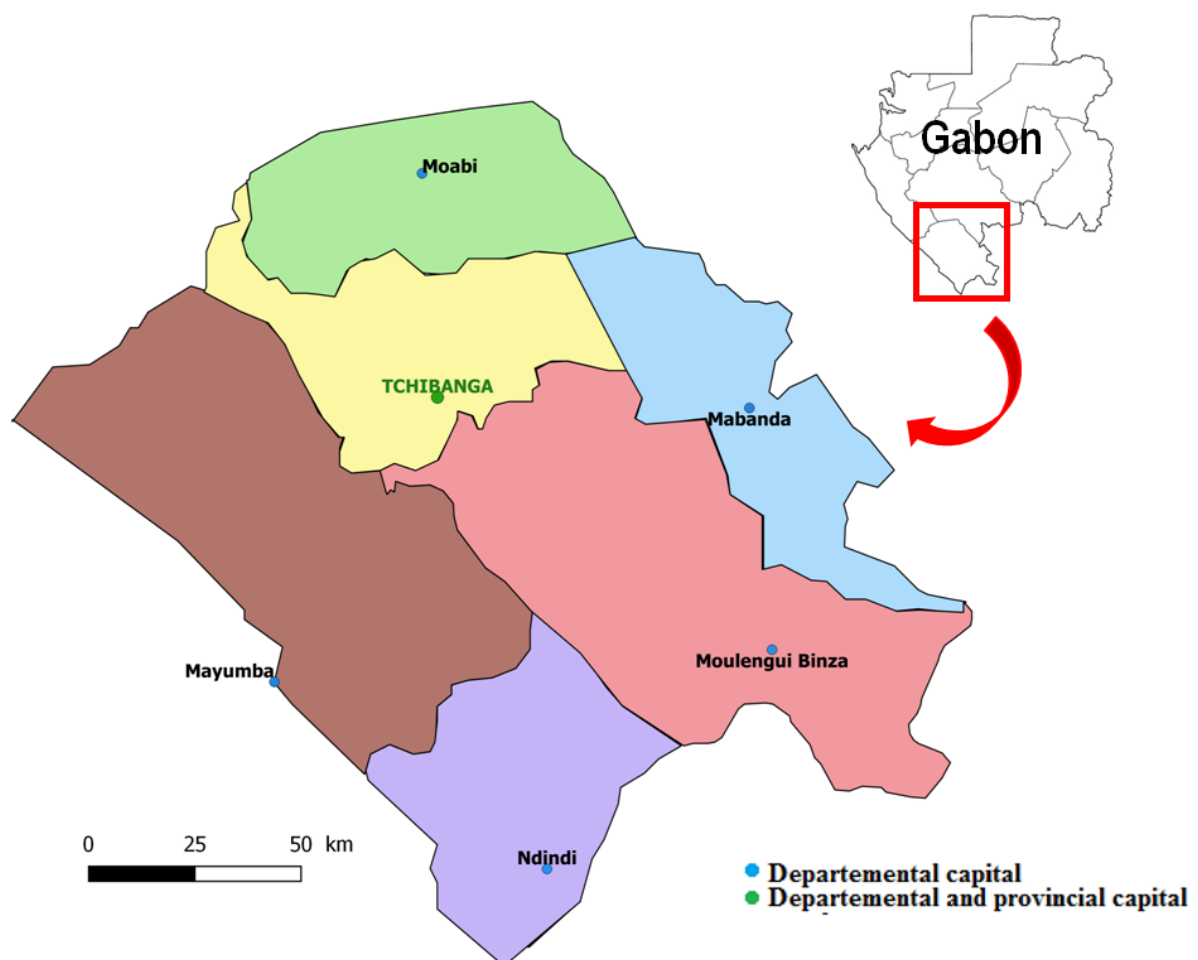 Gabon
Moabi
TCHIBANGA
Mabanda
Mayumba
Moulengui Binza
0 25 50 km
Ndindi
Departemental capital
Departemental and provincial capital